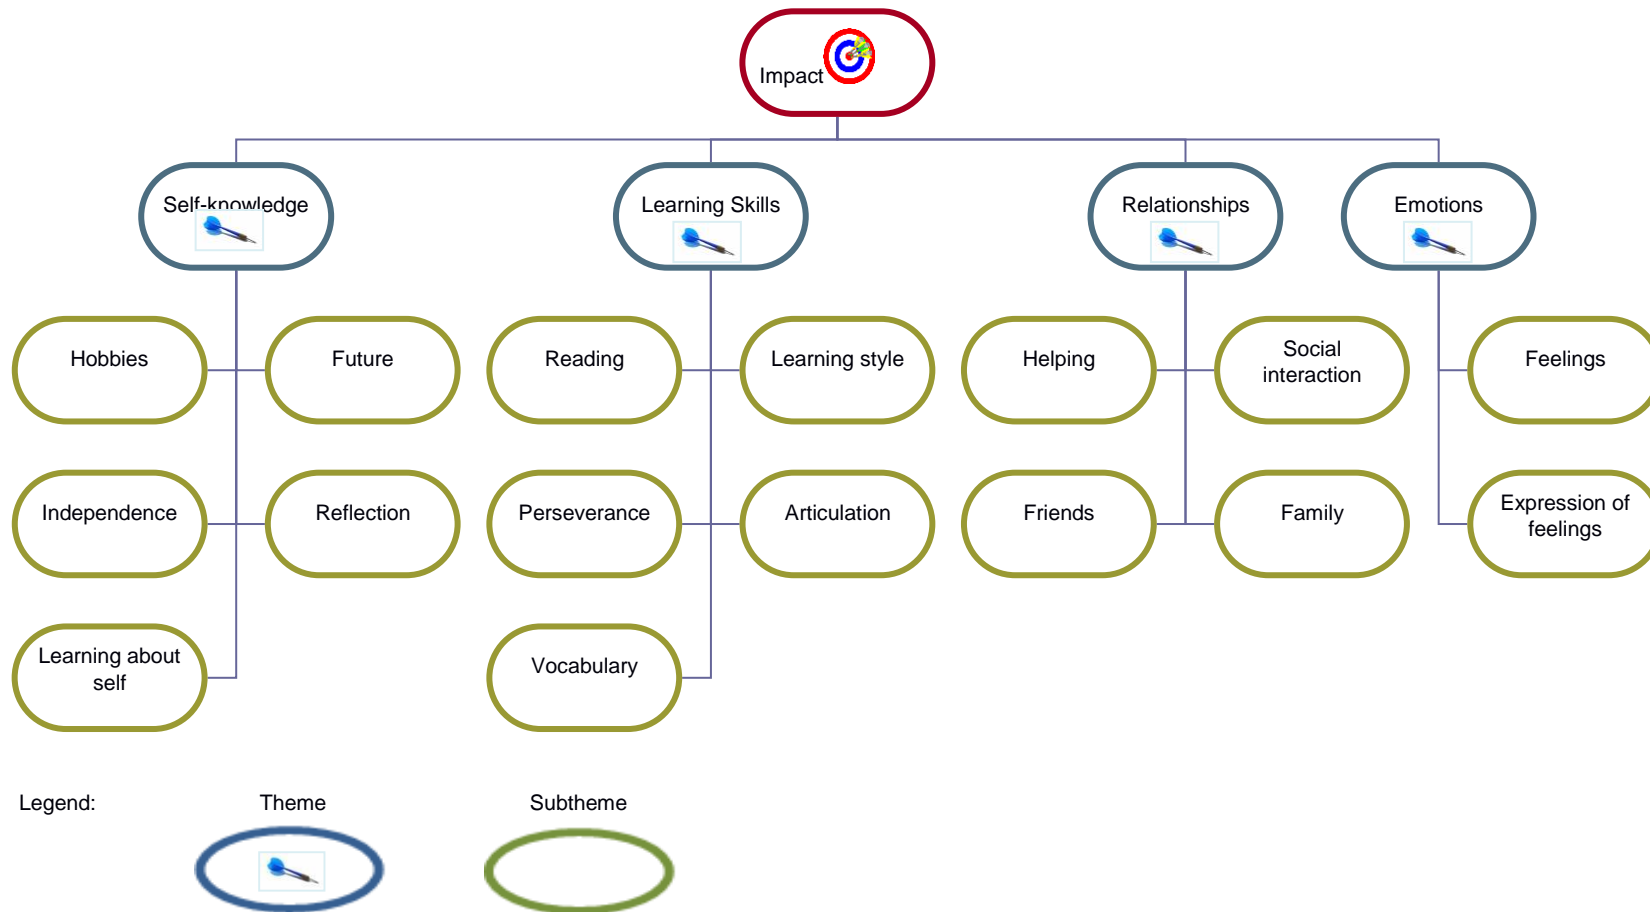 Impact
Self-knowledge
Learning Skills
Relationships
Emotions
Hobbies
Future
Reading
Learning style
Helping
Social
interaction
Feelings
Independence
Reflection
Perseverance
Articulation
Friends
Family
Expression of
feelings
Learning about
self
Vocabulary
Legend:
Theme
Subtheme